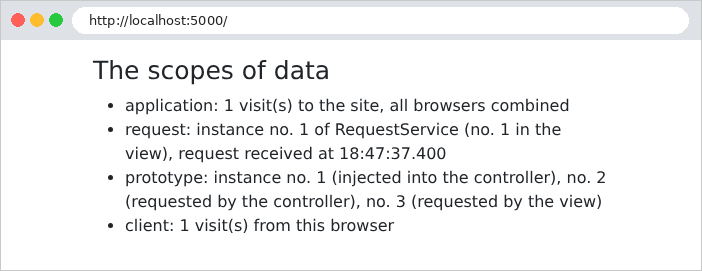 http://localhost:5000/
The scopes of data
• application: 1 visit(s) to the site, all browsers combined
• request: instance no. 1 of RequestService (no. 1 in the
view), request received at 18:47:37.400
• prototype: instance no. 1 (injected into the controller), no. 2
(requested by the controller), no. 3 (requested by the view)
• client: 1 visit(s) from this browser